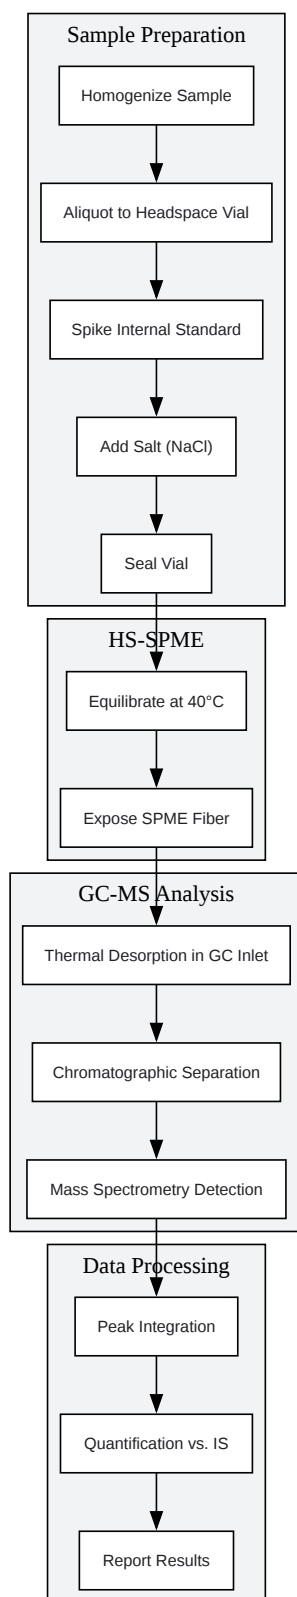 Sample Preparation
Homogenize Sample
Aliquot to Headspace Vial
Spike Internal Standard
Add Salt (NaCl)
Seal Vial
HS-SPME
Equilibrate at 40°C
Expose SPME Fiber
GC-MS Analysis
Thermal Desorption in GC Inlet
Chromatographic Separation
Mass Spectrometry Detection
Data Processing
Peak Integration
Quantification vs. IS
Report Results